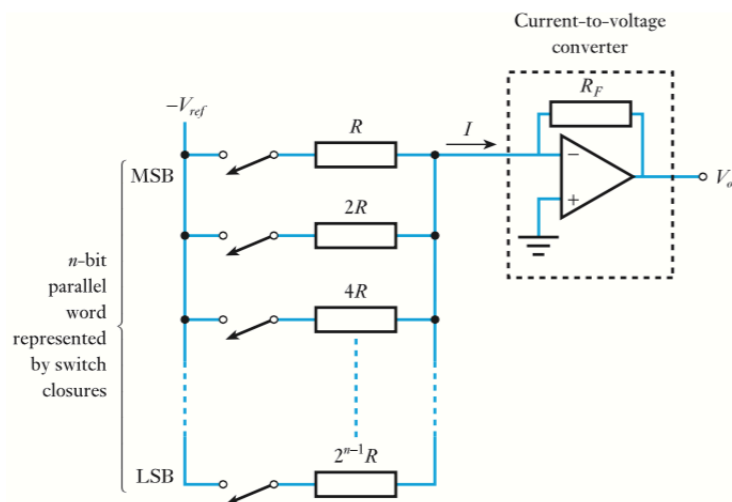 Current-to-voltage
converter
−V_ref
R_F
R
I
MSB
−
V_o
+
2R
n-bit
parallel
word
represented
by switch
closures
4R
LSB
2^{n−1}R